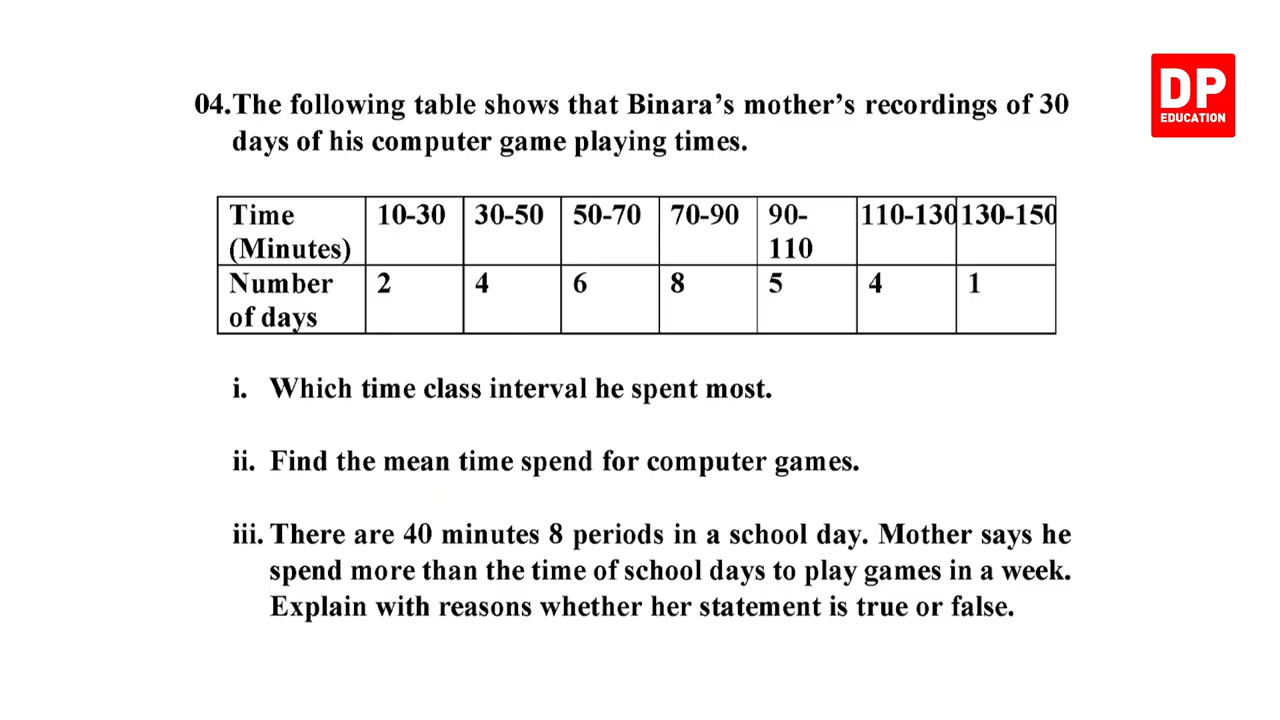 DP
EDUCATION
04.The following table shows that Binara's mother's recordings of 30
days of his computer game playing times.
Time (Minutes) 10-30 30-50 50-70 70-90 90-110 110-130 130-150
Number of days 2 4 6 8 5 4 1
i. Which time class interval he spent most.
ii. Find the mean time spend for computer games.
iii. There are 40 minutes 8 periods in a school day. Mother says he
spend more than the time of school days to play games in a week.
Explain with reasons whether her statement is true or false.